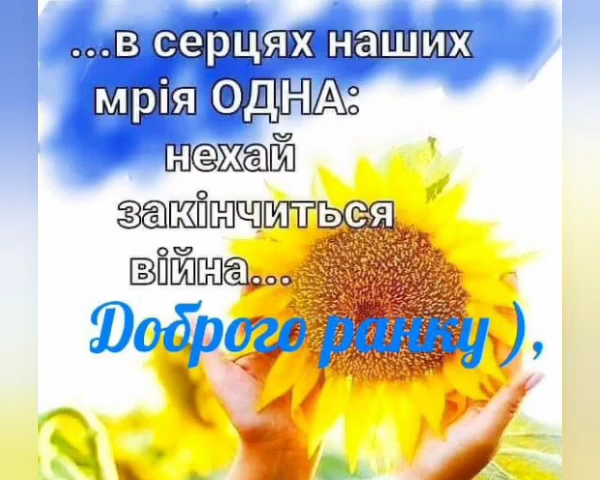 ...в серцях наших
мрія ОДНА:
нехай
закінчиться
війна...
Доброго ранку ),